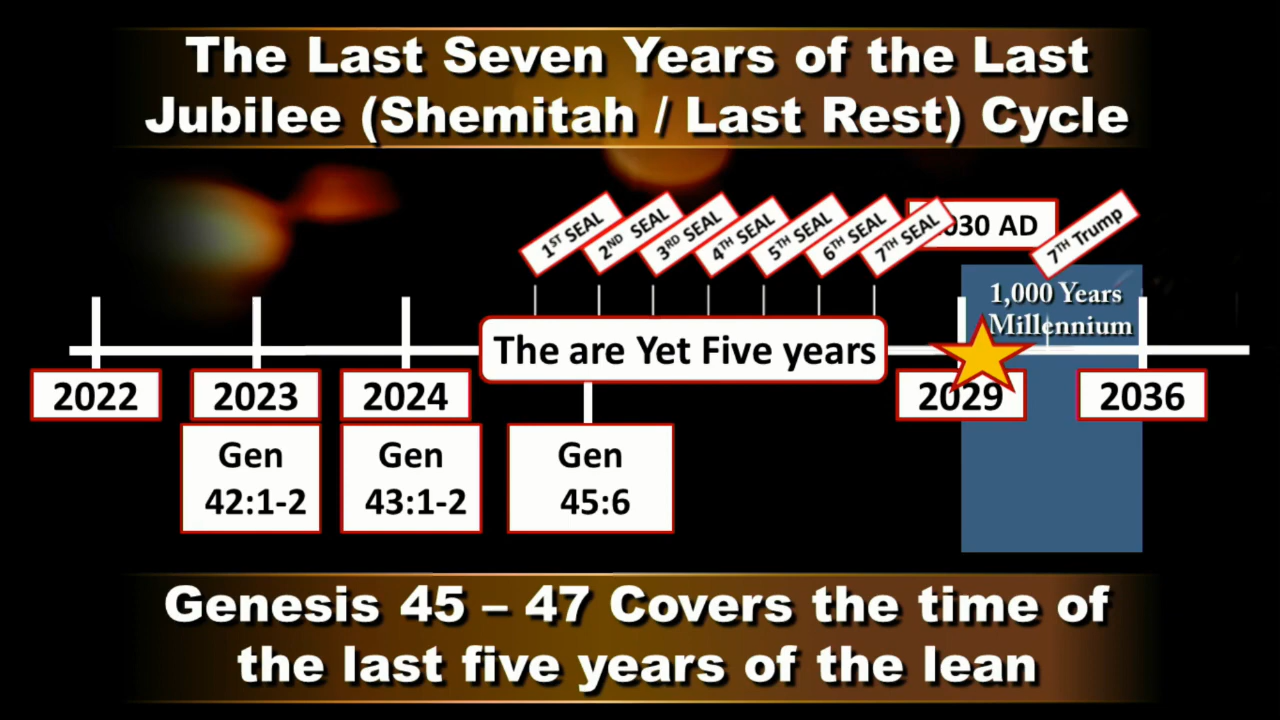 The Last Seven Years of the Last
Jubilee (Shemitah / Last Rest) Cycle
1ST SEAL
2ND SEAL
3RD SEAL
4TH SEAL
5TH SEAL
6TH SEAL
7TH SEAL
030 AD
7TH Trump
1,000 Years
Millennium
The are Yet Five years
2022
2023
2024
2029
2036
Gen
42:1-2
Gen
43:1-2
Gen
45:6
Genesis 45 – 47 Covers the time of
the last five years of the lean